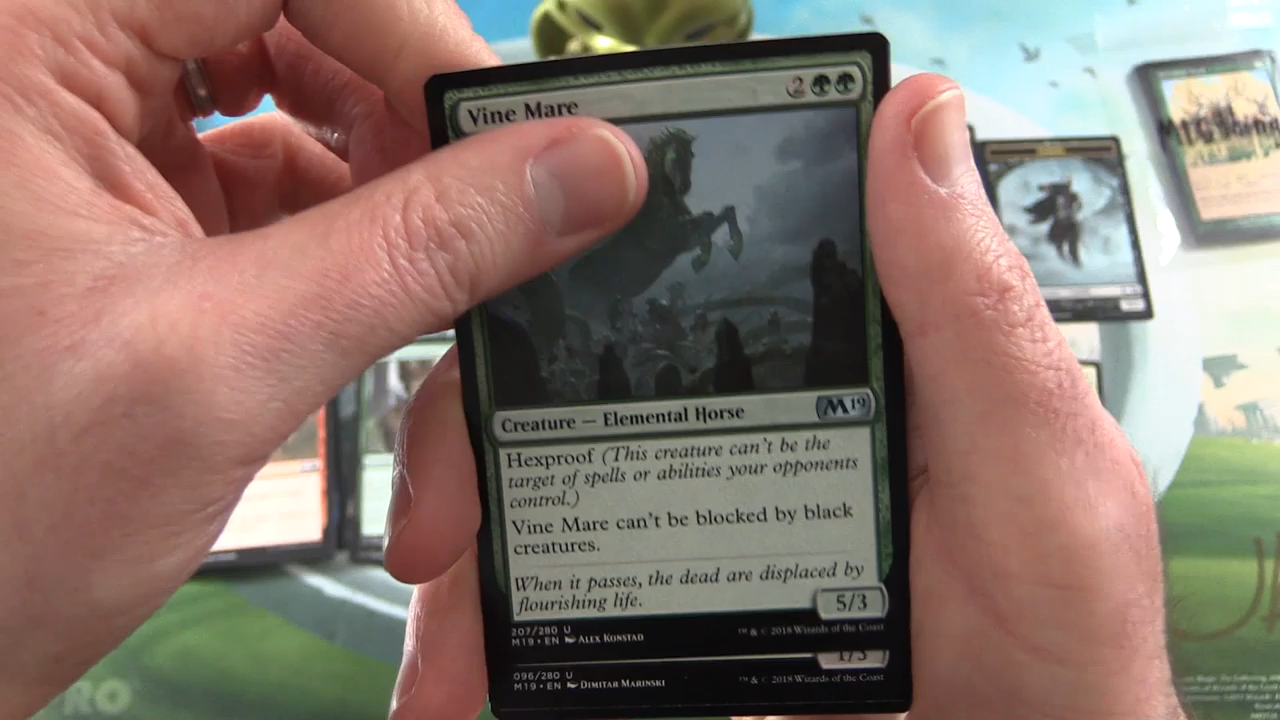 Vine Mare
2
Creature — Elemental Horse
M19
Hexproof (This creature can't be the
target of spells or abilities your opponents
control.)
Vine Mare can't be blocked by black
creatures.
When it passes, the dead are displaced by
flourishing life.
5/3
207/280 U
M19 • EN ALEX KONSTAD
™ & © 2018 Wizards of the Coast
1/3
096/280 U
M19 • EN DIMITAR MARINSKI
™ & © 2018 Wizards of the Coast
RO